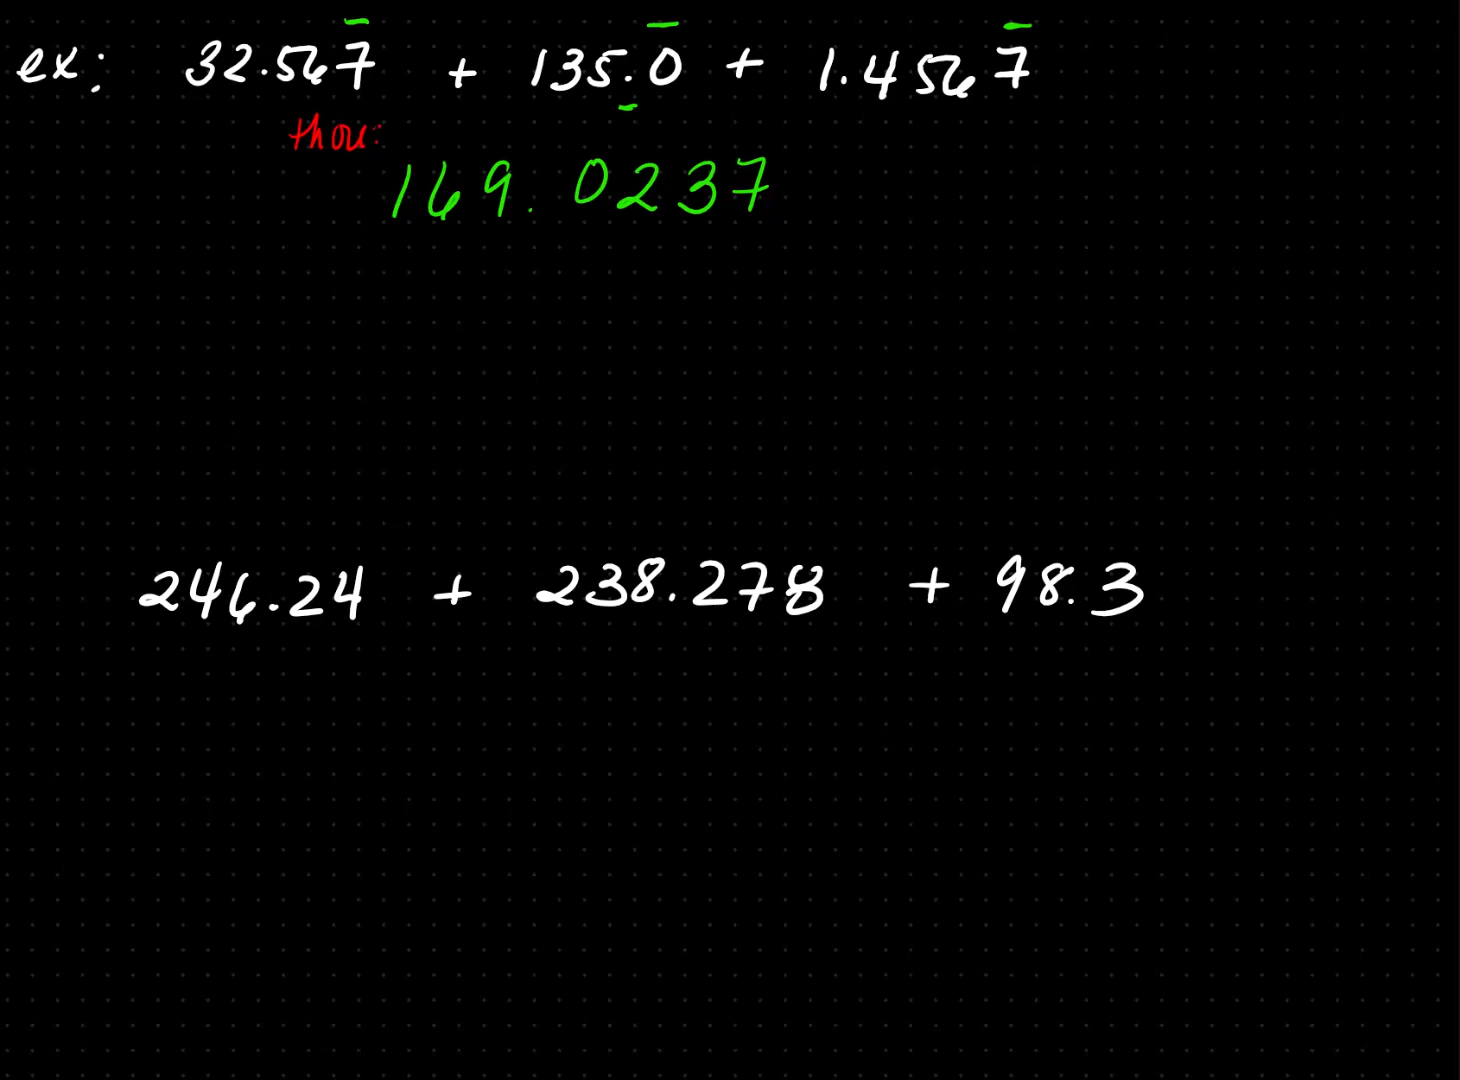 ex: 32.567 + 135.0 + 1.4567
thou:
169.0237
246.24 + 238.278 + 98.3